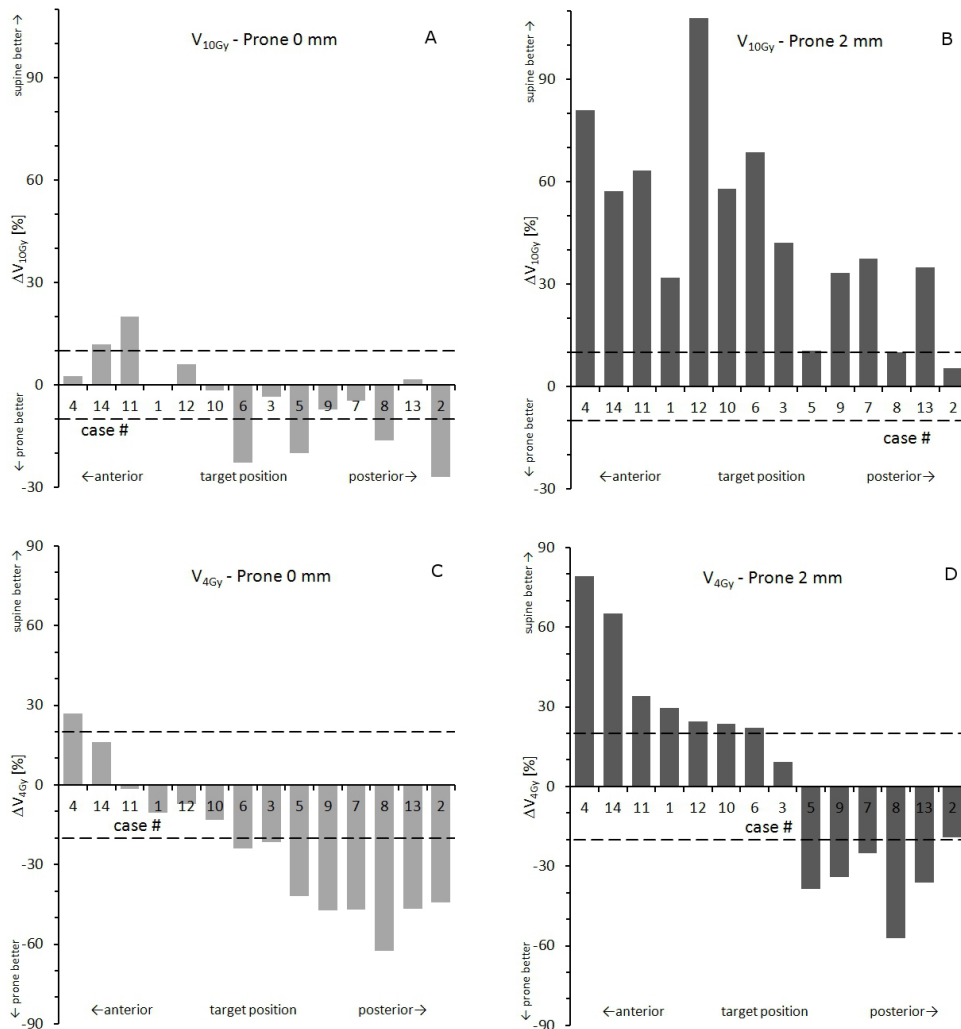 V10Gy - Prone 0 mm
A
supine better →
90
60
ΔV10Gy [%]
30
0
4 14 11 1 12 10 6 3 5 9 7 8 13 2
case #
← prone better
←anterior target position posterior→
-30
V10Gy - Prone 2 mm
B
supine better →
90
60
ΔV10Gy [%]
30
0
4 14 11 1 12 10 6 3 5 9 7 8 13 2
case #
← prone better
←anterior target position posterior→
-30
90
V4Gy - Prone 0 mm
C
supine better →
60
30
ΔV4Gy [%]
0
4 14 11 1 12 10 6 3 5 9 7 8 13 2
case #
-30
-60
← prone better
←anterior target position posterior→
-90
90
V4Gy - Prone 2 mm
D
supine better →
60
30
ΔV4Gy [%]
0
4 14 11 1 12 10 6 3 5 9 7 8 13 2
case #
-30
-60
← prone better
←anterior target position posterior→
-90